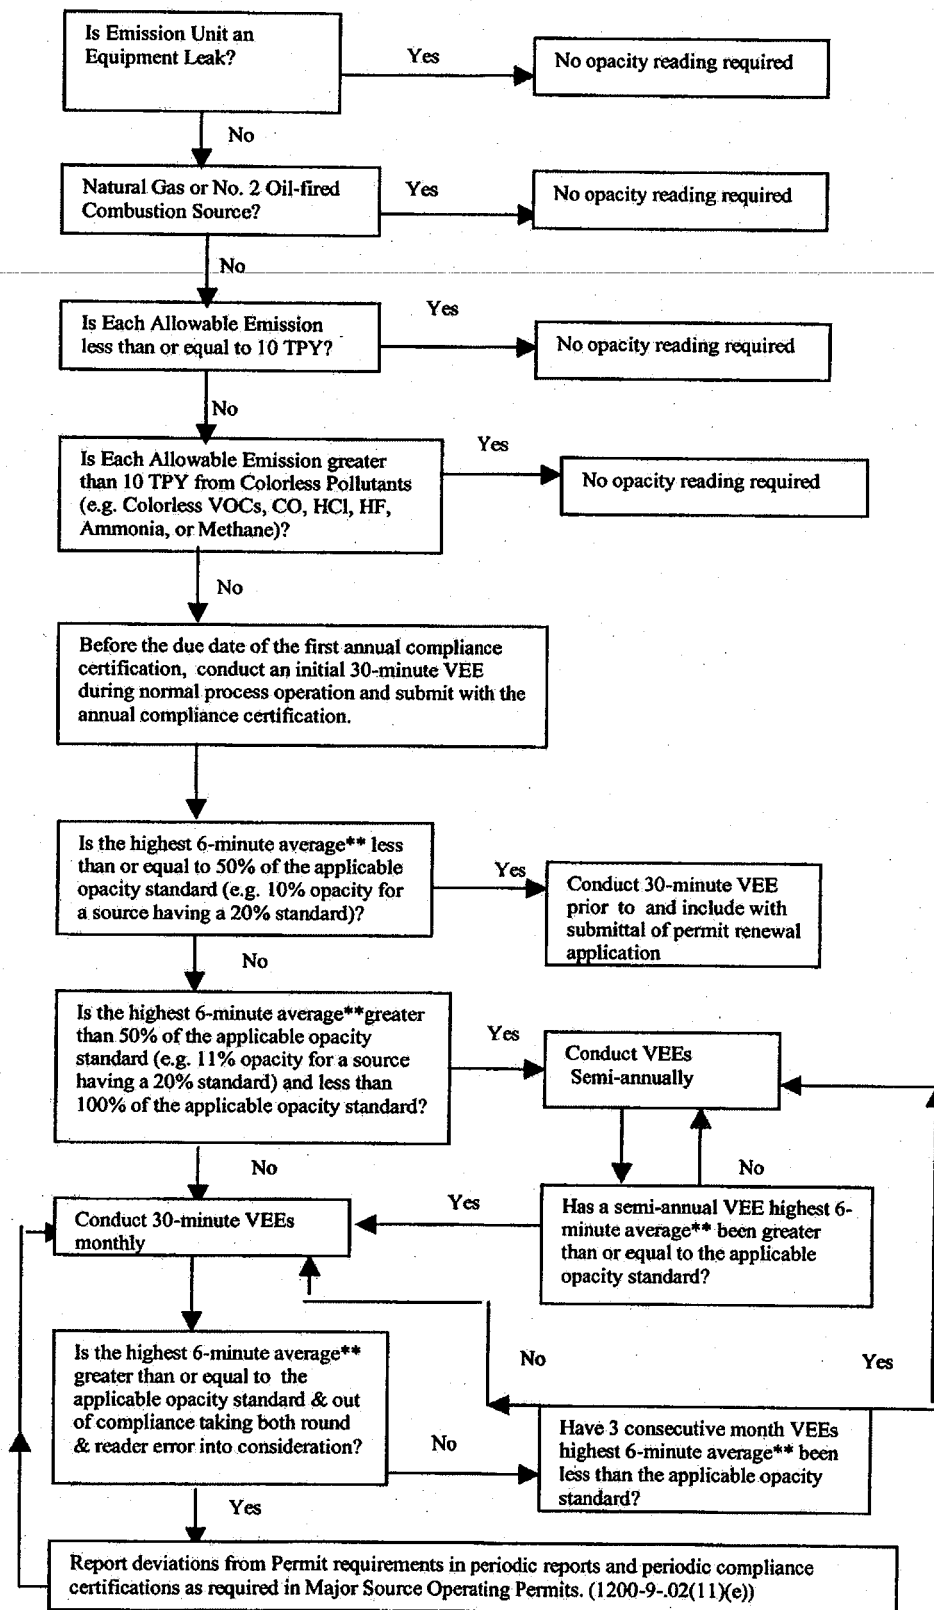 Is Emission Unit an
Equipment Leak?
Yes
No opacity reading required
No
Natural Gas or No. 2 Oil-fired
Combustion Source?
Yes
No opacity reading required
No
Is Each Allowable Emission
less than or equal to 10 TPY?
Yes
No opacity reading required
No
Is Each Allowable Emission greater
than 10 TPY from Colorless Pollutants
(e.g. Colorless VOCs, CO, HCl, HF,
Ammonia, or Methane)?
Yes
No opacity reading required
No
Before the due date of the first annual compliance
certification, conduct an initial 30-minute VEE
during normal process operation and submit with the
annual compliance certification.
Is the highest 6-minute average** less
than or equal to 50% of the applicable
opacity standard (e.g. 10% opacity for
a source having a 20% standard)?
Yes
Conduct 30-minute VEE
prior to and include with
submittal of permit renewal
application
No
Is the highest 6-minute average**greater
than 50% of the applicable opacity
standard (e.g. 11% opacity for a source
having a 20% standard) and less than
100% of the applicable opacity standard?
Yes
Conduct VEEs
Semi-annually
No
No
Conduct 30-minute VEEs
monthly
Yes
Has a semi-annual VEE highest 6-
minute average** been greater
than or equal to the applicable
opacity standard?
Is the highest 6-minute average**
greater than or equal to the
applicable opacity standard & out
of compliance taking both round
& reader error into consideration?
No
Yes
No
Have 3 consecutive month VEEs
highest 6-minute average** been
less than the applicable opacity
standard?
Yes
Report deviations from Permit requirements in periodic reports and periodic compliance
certifications as required in Major Source Operating Permits. (1200-9-.02(11)(e))